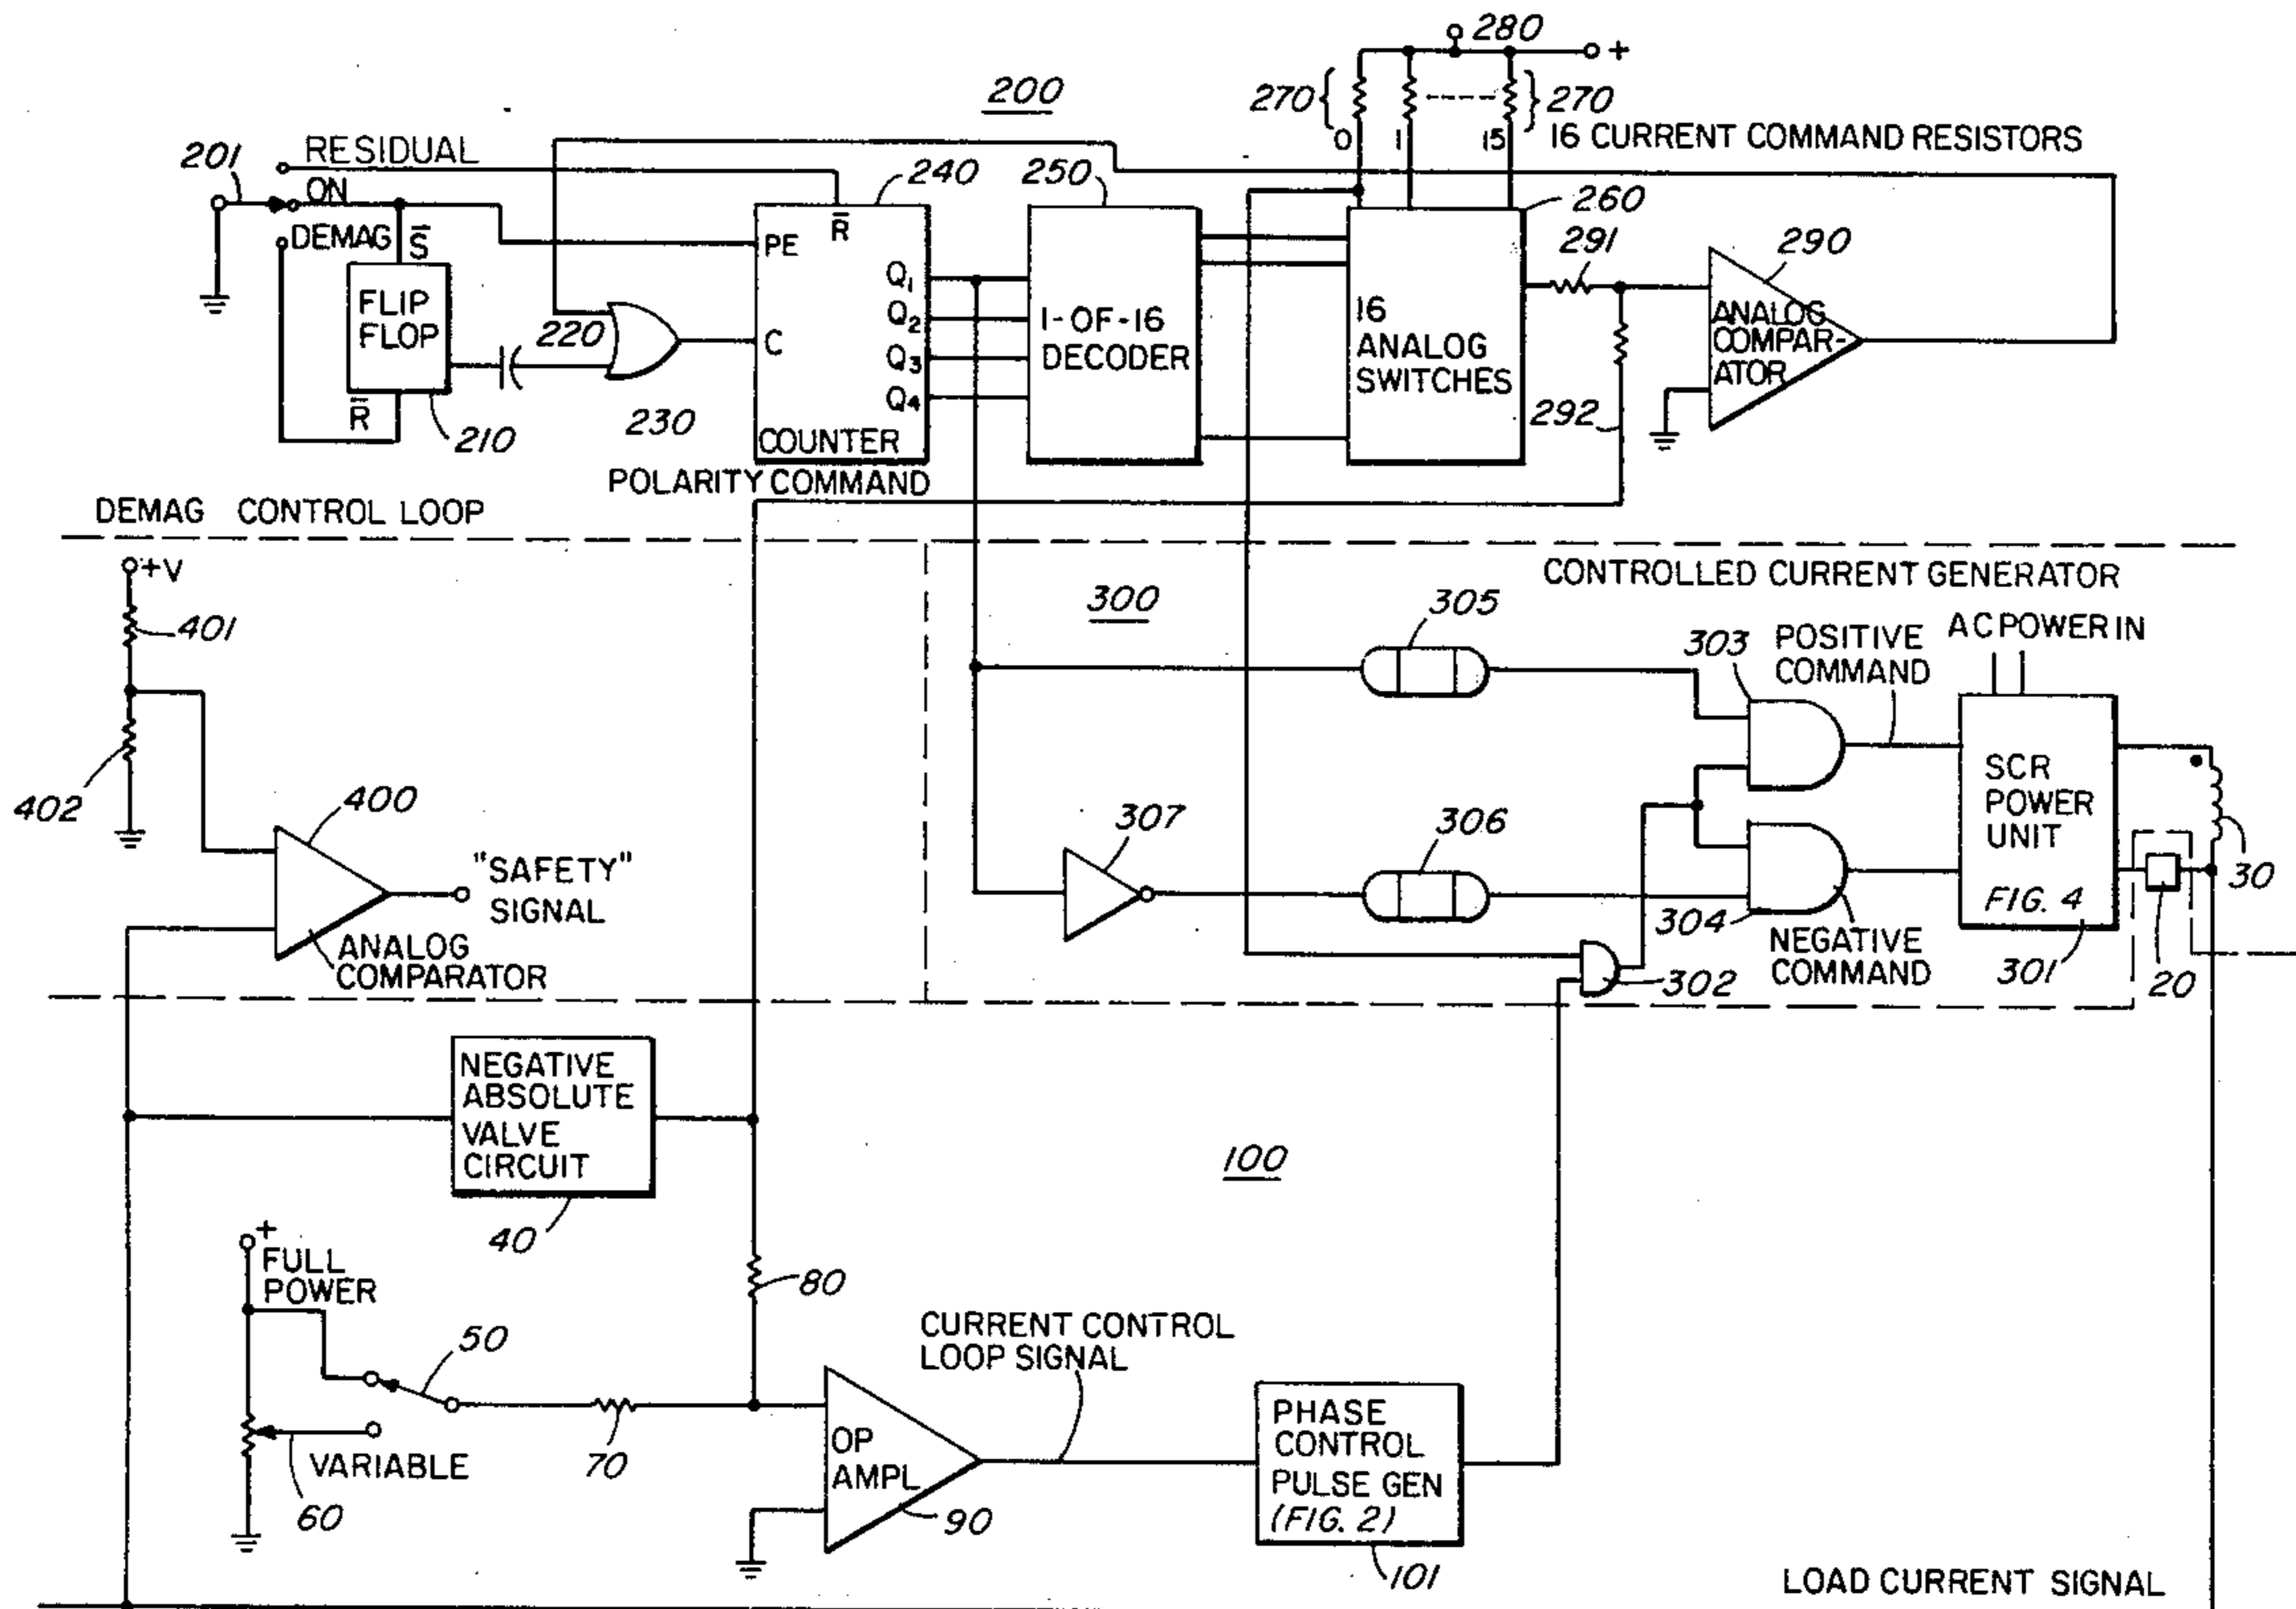 280
+
200
270
270
0
1
15
16 CURRENT COMMAND RESISTORS
201
RESIDUAL
ON
DEMAG
S̅
FLIP
FLOP
R̅
210
220
230
240
R̅
PE
C
Q1
Q2
Q3
Q4
COUNTER
POLARITY COMMAND
250
1-OF-16
DECODER
260
16
ANALOG
SWITCHES
291
292
290
ANALOG
COMPAR-
ATOR
DEMAG CONTROL LOOP
+V
401
402
400
"SAFETY"
SIGNAL
ANALOG
COMPARATOR
CONTROLLED CURRENT GENERATOR
300
305
303
POSITIVE
COMMAND
AC POWER IN
SCR
POWER
UNIT
FIG. 4
301
307
306
304
NEGATIVE
COMMAND
302
20
30
NEGATIVE
ABSOLUTE
VALVE
CIRCUIT
40
100
+
FULL
POWER
50
60
VARIABLE
70
80
OP
AMPL
90
CURRENT CONTROL
LOOP SIGNAL
PHASE
CONTROL
PULSE GEN
(FIG. 2)
101
LOAD CURRENT SIGNAL